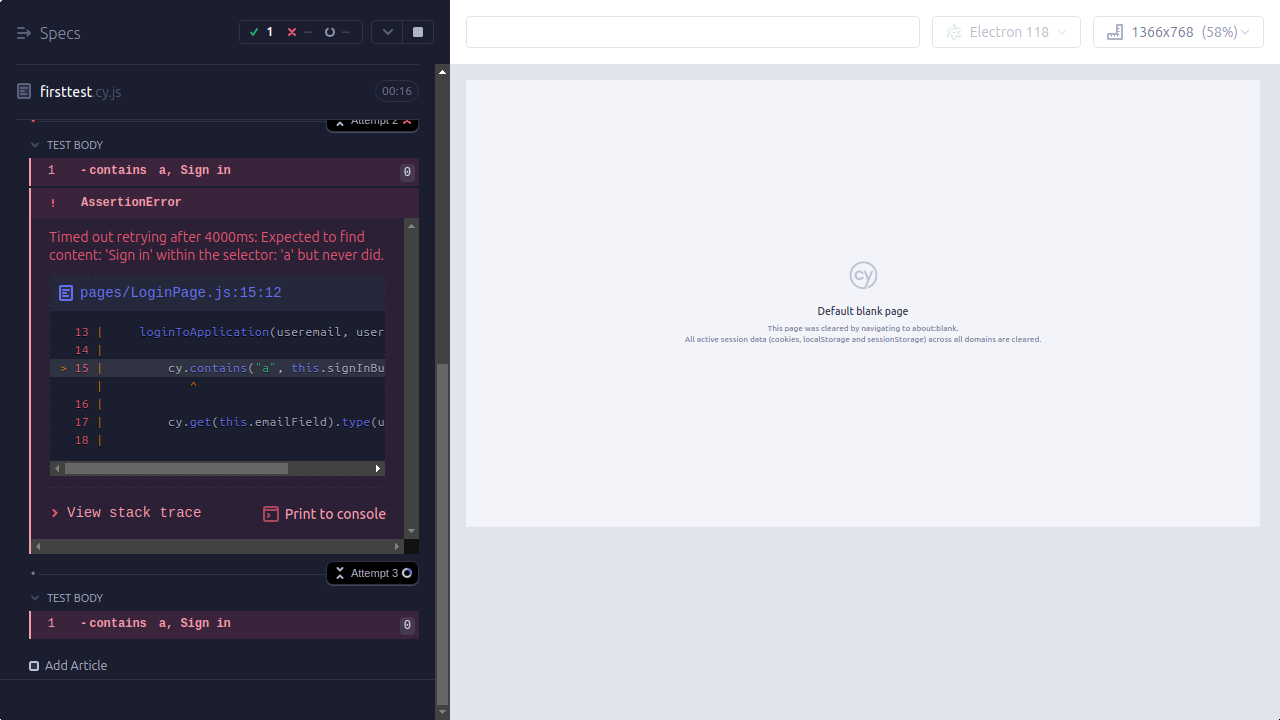 Specs
1 -- --
Electron 118
1366x768 (58%)
firsttest.cy.js
00:16
Attempt 2
TEST BODY
1 -contains a, Sign in 0
! AssertionError
Timed out retrying after 4000ms: Expected to find
content: 'Sign in' within the selector: 'a' but never did.
pages/LoginPage.js:15:12
13 | loginToApplication(useremail, user
14 |
> 15 | cy.contains("a", this.signInBu
| ^
16 |
17 | cy.get(this.emailField).type(u
18 |
View stack trace
Print to console
Attempt 3
TEST BODY
1 -contains a, Sign in 0
Add Article
cy
Default blank page
This page was cleared by navigating to about:blank.
All active session data (cookies, localStorage and sessionStorage) across all domains are cleared.